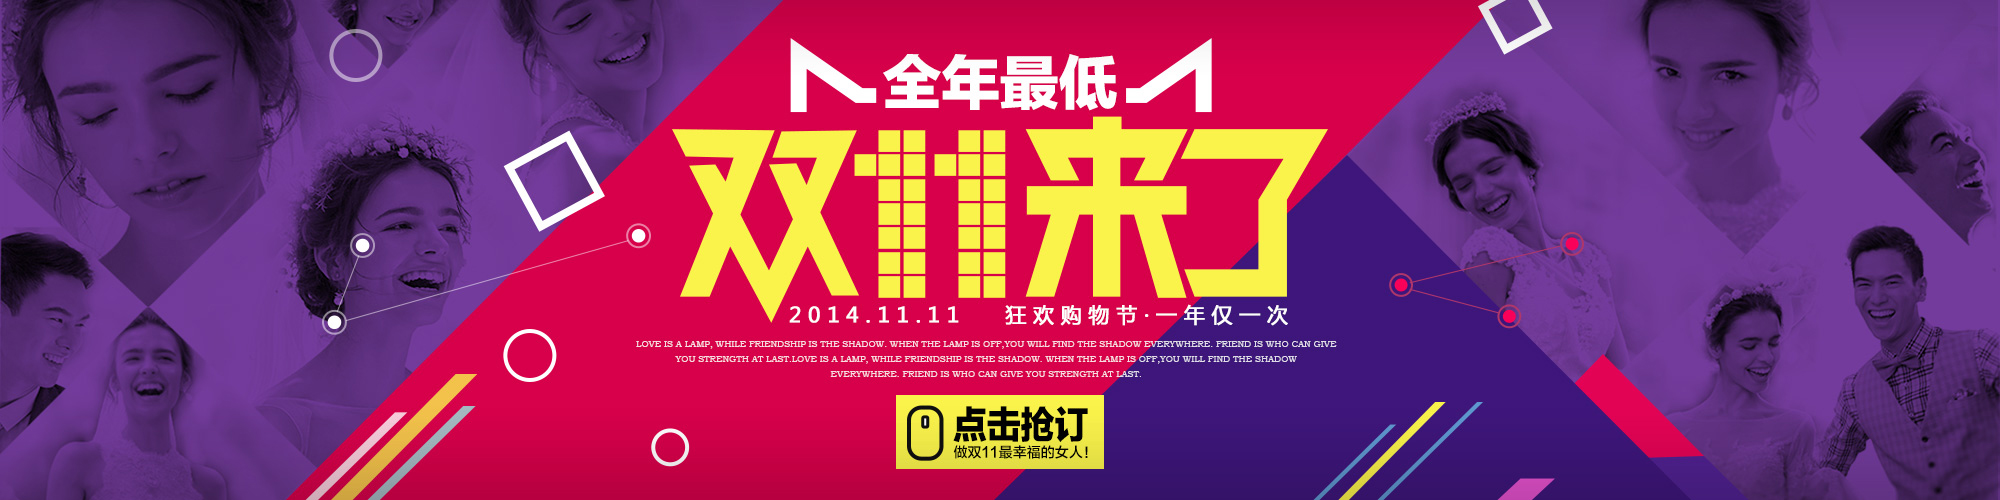 全年最低
双11来了
2014.11.11 狂欢购物节·一年仅一次
LOVE IS A LAMP, WHILE FRIENDSHIP IS THE SHADOW. WHEN THE LAMP IS OFF,YOU WILL FIND THE SHADOW EVERYWHERE. FRIEND IS WHO CAN GIVE
YOU STRENGTH AT LAST.LOVE IS A LAMP, WHILE FRIENDSHIP IS THE SHADOW. WHEN THE LAMP IS OFF,YOU WILL FIND THE SHADOW
EVERYWHERE. FRIEND IS WHO CAN GIVE YOU STRENGTH AT LAST.
点击抢订
做双11最幸福的女人!